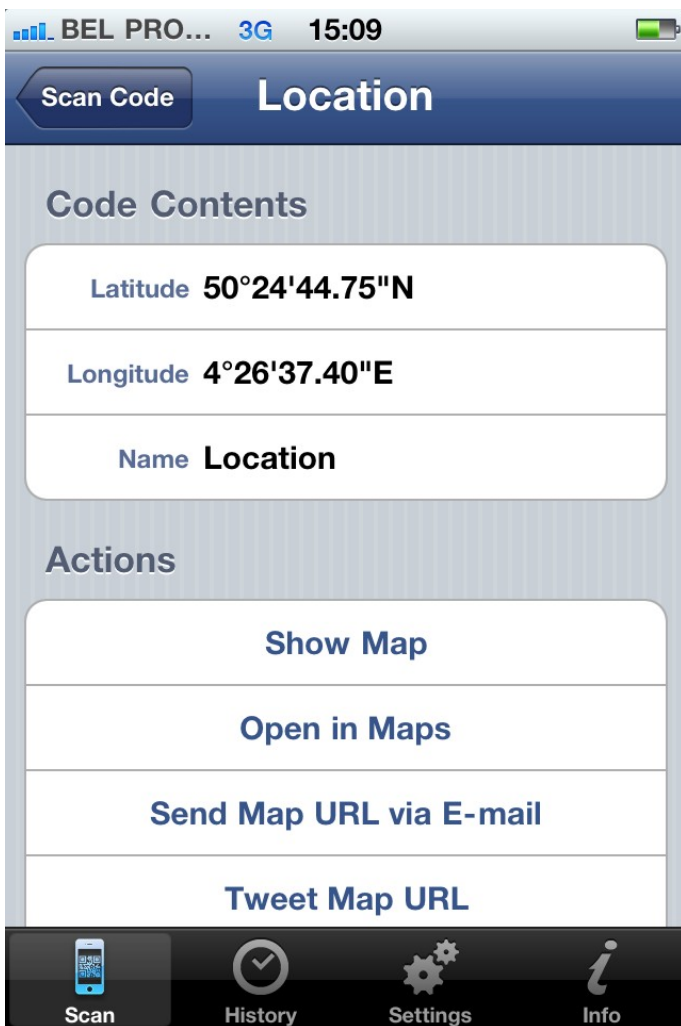 BEL PRO... 3G 15:09
Scan Code Location
Code Contents
Latitude 50°24'44.75"N
Longitude 4°26'37.40"E
Name Location
Actions
Show Map
Open in Maps
Send Map URL via E-mail
Tweet Map URL
Scan History Settings Info